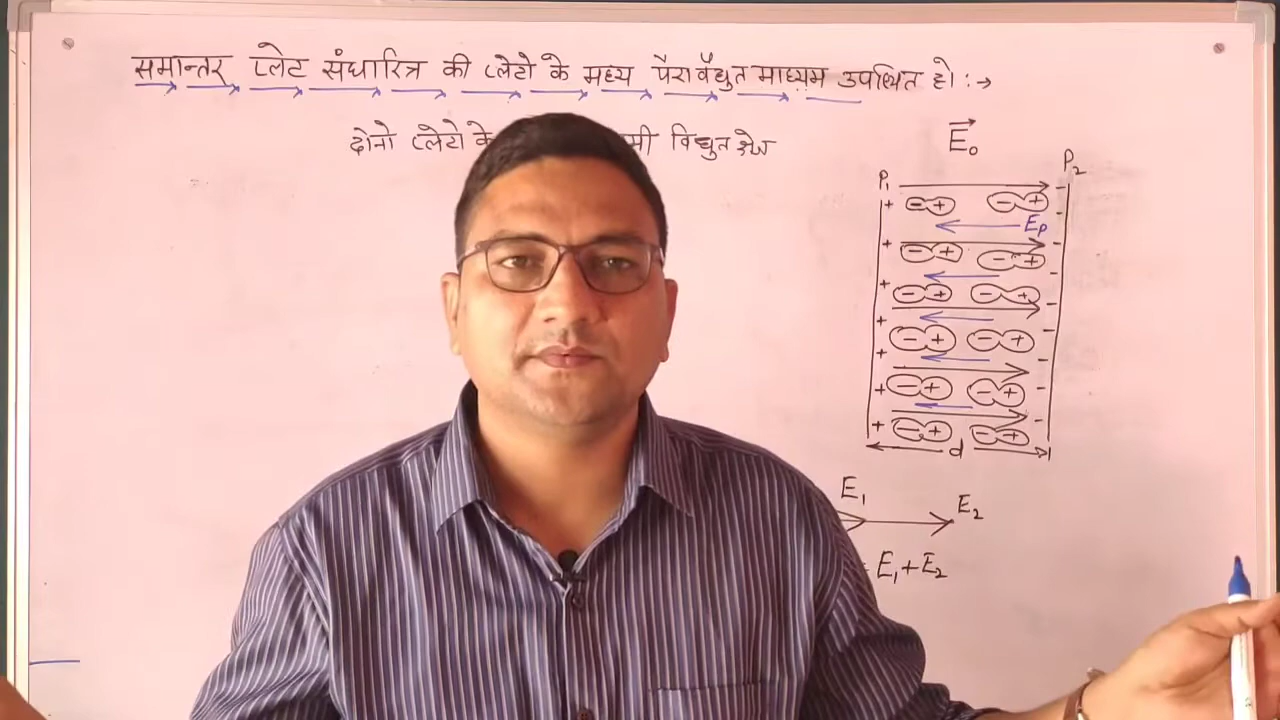 समान्तर प्लेट संधारित्र की प्लेटो के मध्य पैरावैद्युत माध्यम उपस्थित हो :→
दोनो प्लेटो के मी विद्युत क्षेत्र
E₀
P₁ P₂
+ - + - + -
Eₚ
+ - + - + -
+ - + - + -
+ - + - + -
+ - + - + -
+ - + - + -
d
E₁ E₂
E₁+E₂